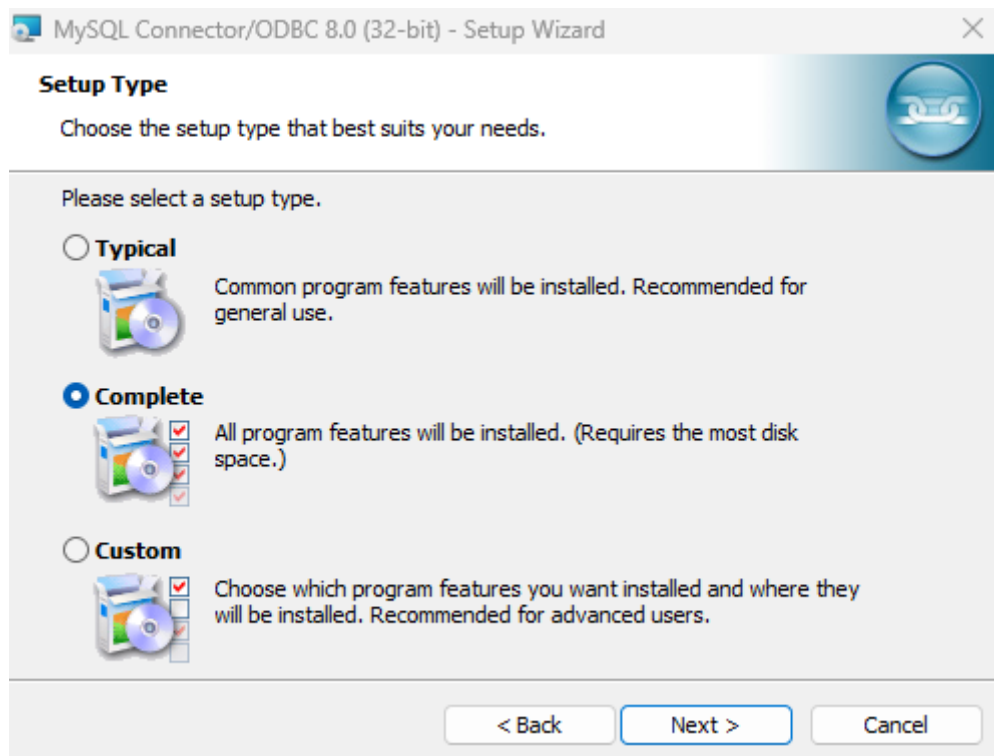 MySQL Connector/ODBC 8.0 (32-bit) - Setup Wizard
Setup Type
Choose the setup type that best suits your needs.
Please select a setup type.
Typical
Common program features will be installed. Recommended for
general use.
Complete
All program features will be installed. (Requires the most disk
space.)
Custom
Choose which program features you want installed and where they
will be installed. Recommended for advanced users.
< Back
Next >
Cancel